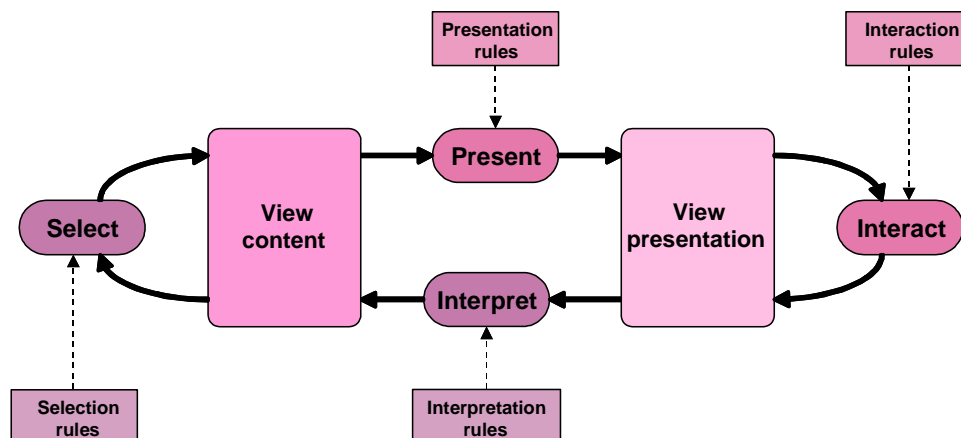 Presentation
rules
Interaction
rules
Present
Select
View
content
View
presentation
Interact
Interpret
Selection
rules
Interpretation
rules